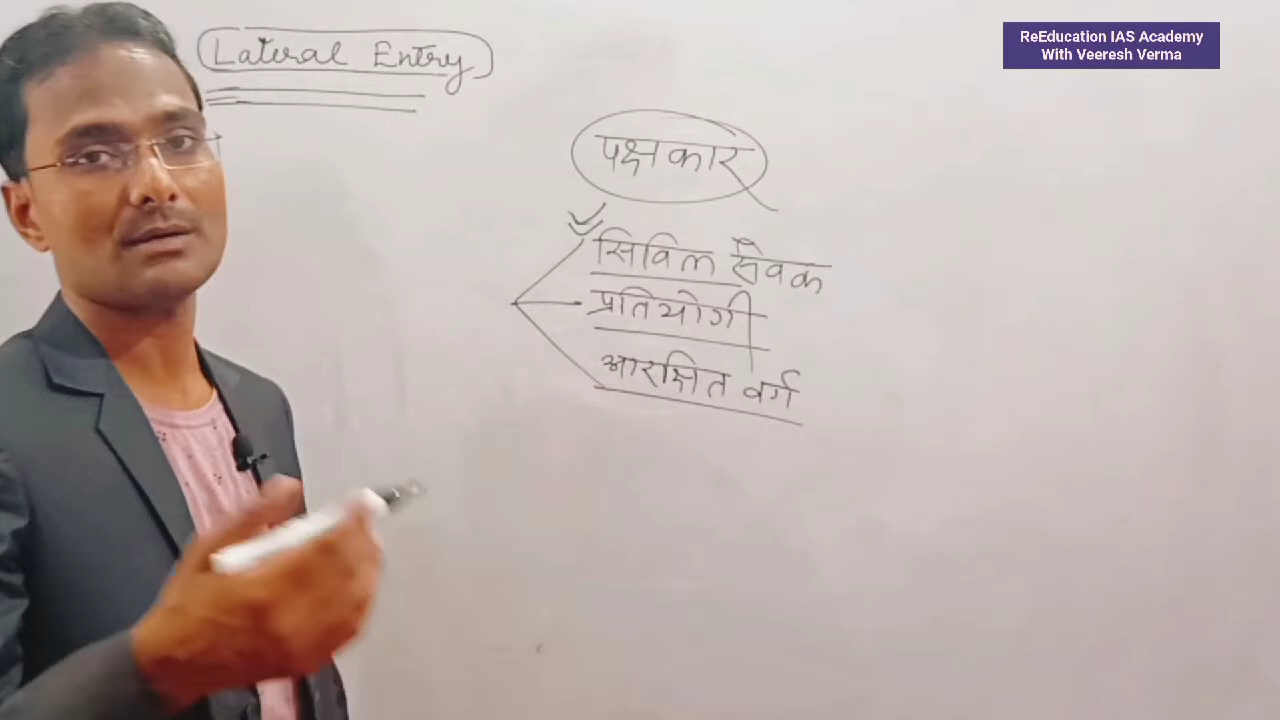 Lateral Entry
ReEducation IAS Academy
With Veeresh Verma
पक्षकार
सिविल सेवक
प्रतियोगी
आरक्षित वर्ग